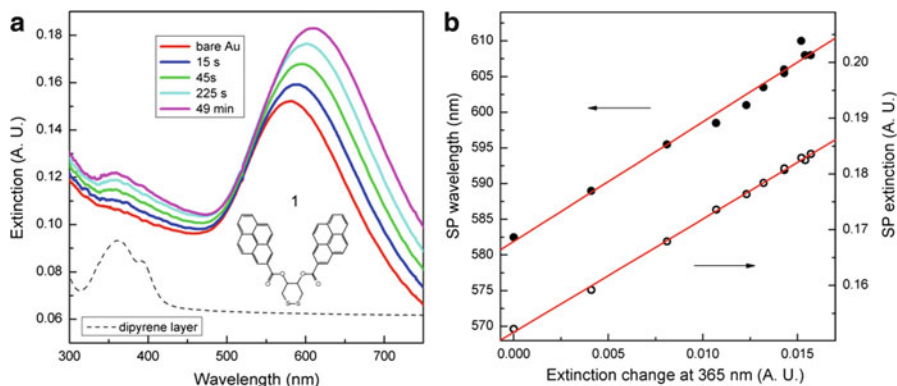 a
0.18
0.16
0.14
0.12
0.10
0.08
0.06
Extinction (A. U.)
bare Au
15 s
45s
225 s
49 min
1
O
O
O
O
S-S
dipyrene layer
300
400
500
600
700
Wavelength (nm)
b
610
605
600
595
590
585
580
575
570
SP wavelength (nm)
0.20
0.19
0.18
0.17
0.16
SP extinction (A. U.)
0.000
0.005
0.010
0.015
Extinction change at 365 nm (A. U.)